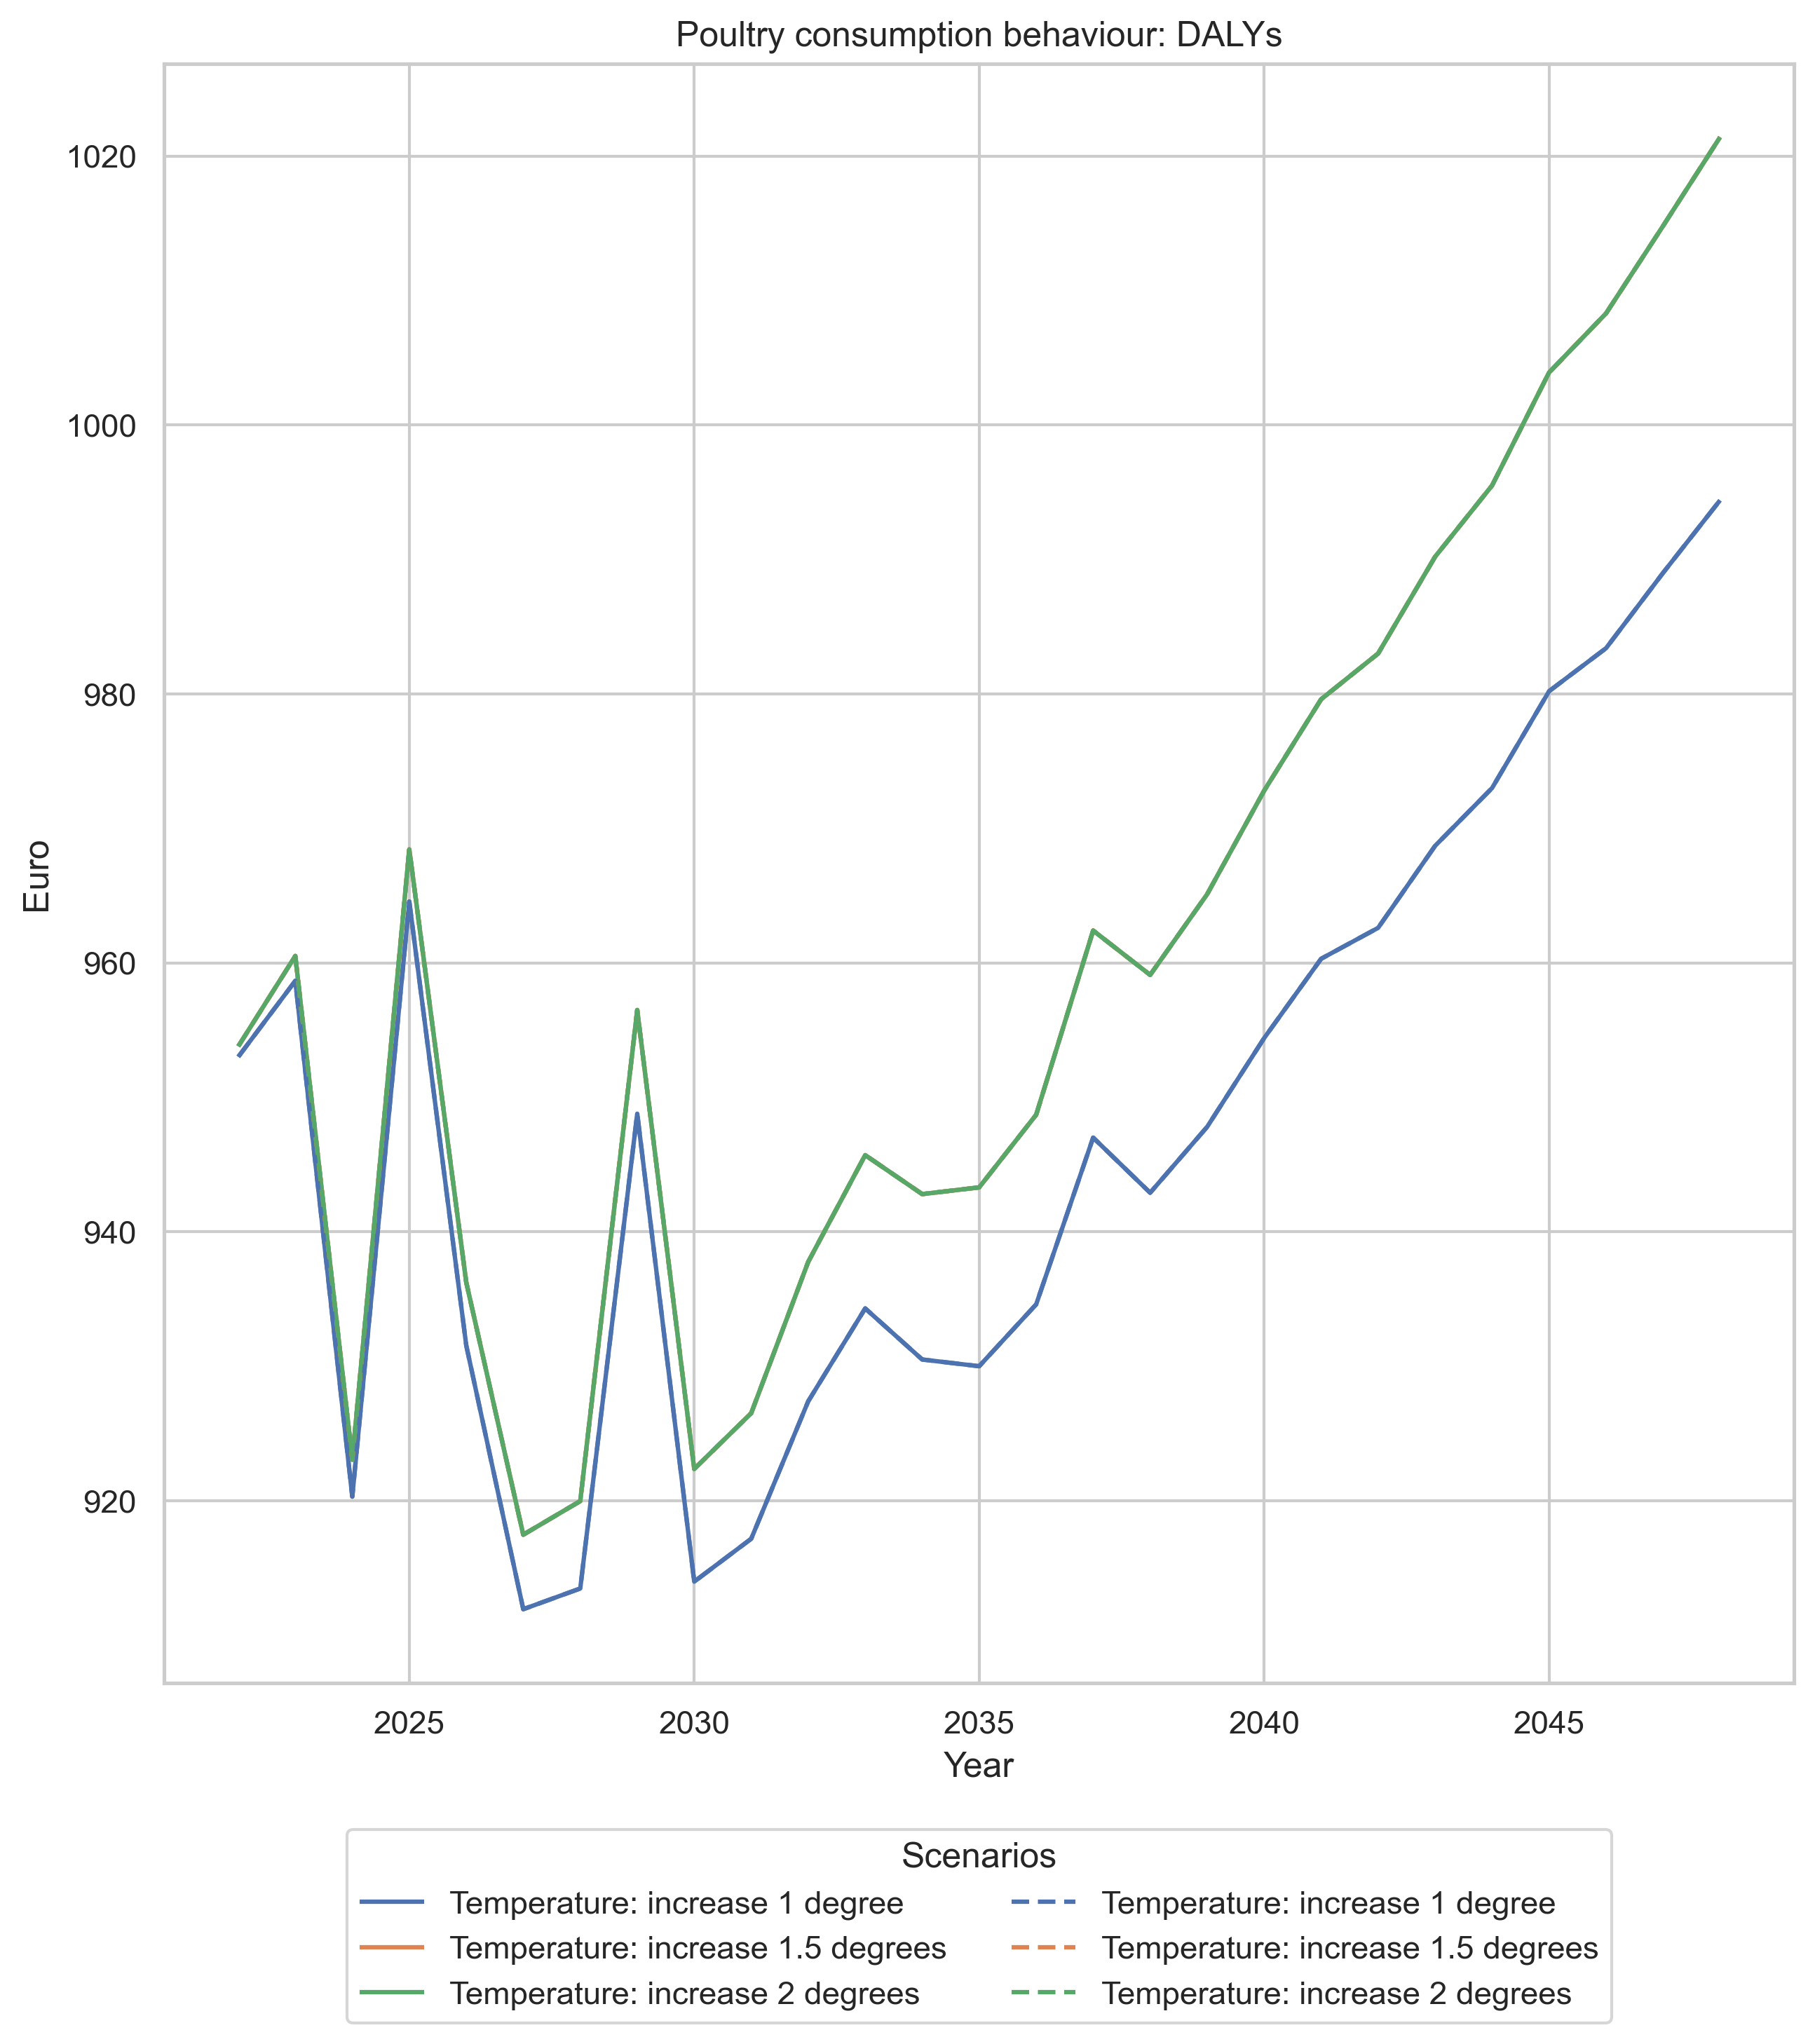 Poultry consumption behaviour: DALYs
1020
1000
980
960
940
920
Euro
2025 2030 2035 2040 2045
Year
Scenarios
Temperature: increase 1 degree
Temperature: increase 1.5 degrees
Temperature: increase 2 degrees
Temperature: increase 1 degree
Temperature: increase 1.5 degrees
Temperature: increase 2 degrees